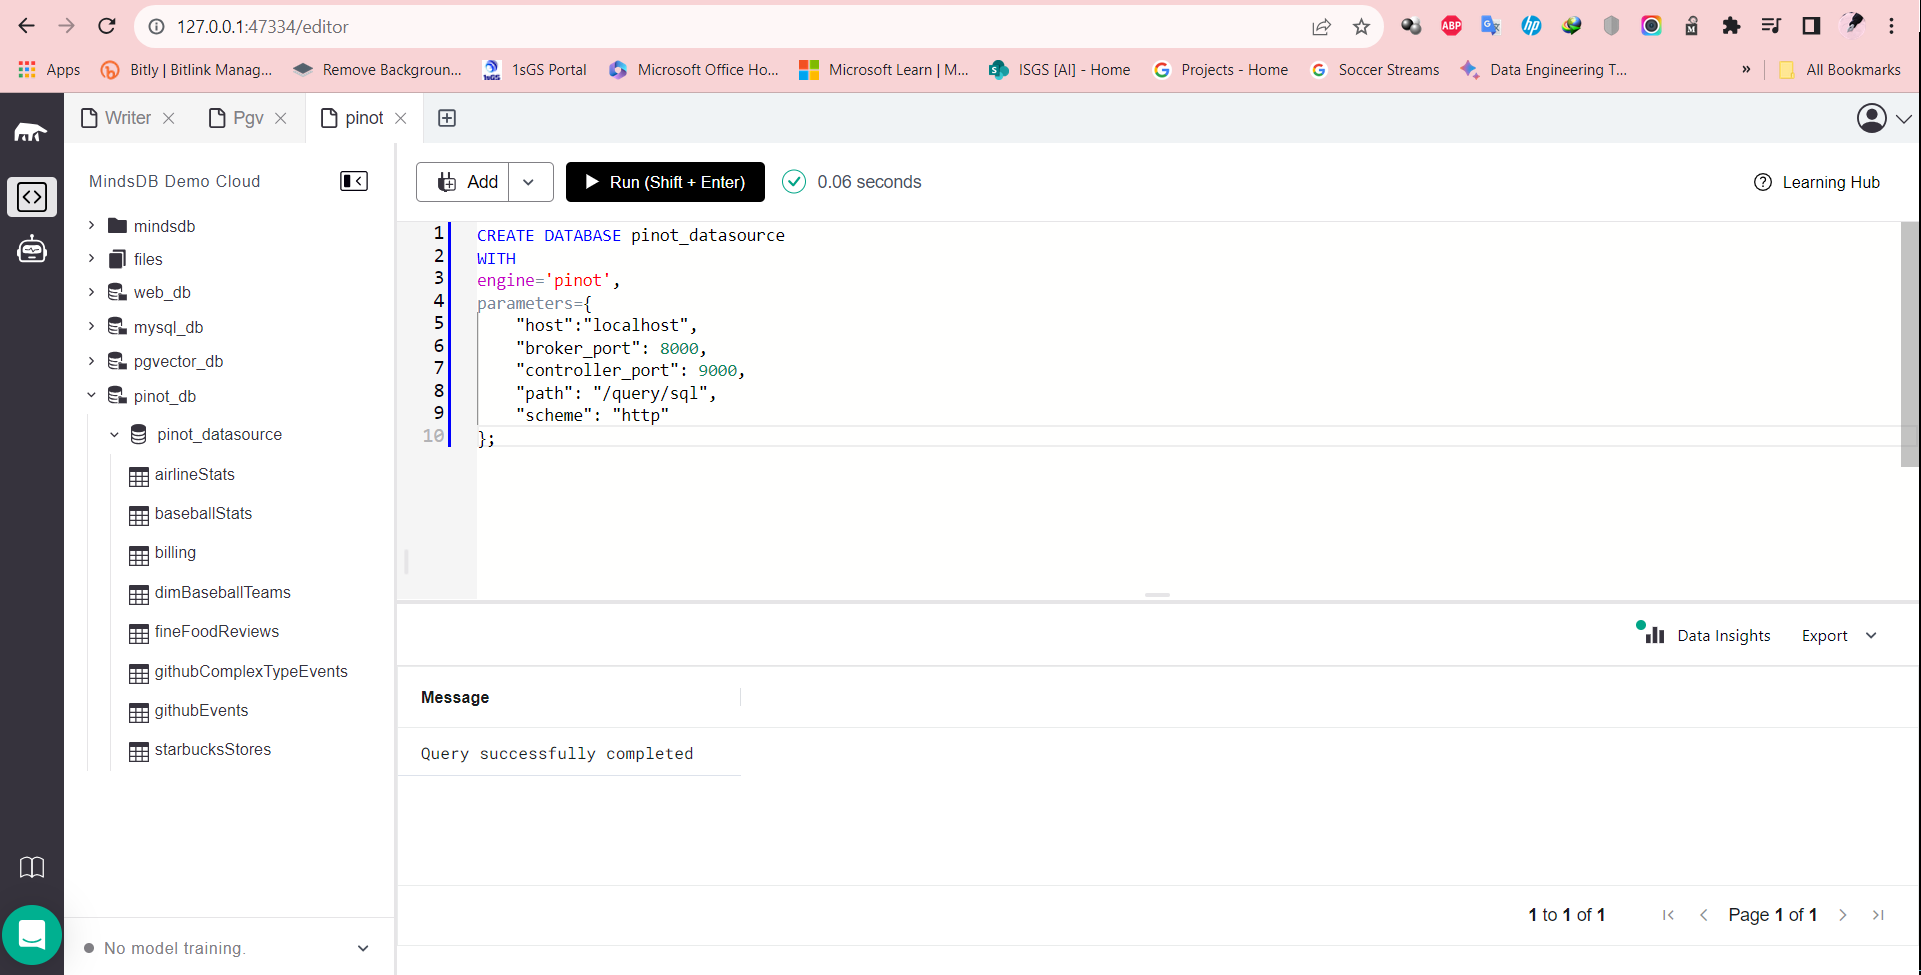 127.0.0.1:47334/editor
Apps
Bitly | Bitlink Manag...
Remove Backgroun...
1sGS Portal
Microsoft Office Ho...
Microsoft Learn | M...
ISGS [AI] - Home
Projects - Home
Soccer Streams
Data Engineering T...
»
All Bookmarks
Writer
Pgv
pinot
MindsDB Demo Cloud
mindsdb
files
web_db
mysql_db
pgvector_db
pinot_db
pinot_datasource
airlineStats
baseballStats
billing
dimBaseballTeams
fineFoodReviews
githubComplexTypeEvents
githubEvents
starbucksStores
No model training.
Add
Run (Shift + Enter)
0.06 seconds
Learning Hub
1 CREATE DATABASE pinot_datasource
2 WITH
3 engine='pinot',
4 parameters={
5 "host":"localhost",
6 "broker_port": 8000,
7 "controller_port": 9000,
8 "path": "/query/sql",
9 "scheme": "http"
10 };
Data Insights
Export
Message
Query successfully completed
1 to 1 of 1
Page 1 of 1